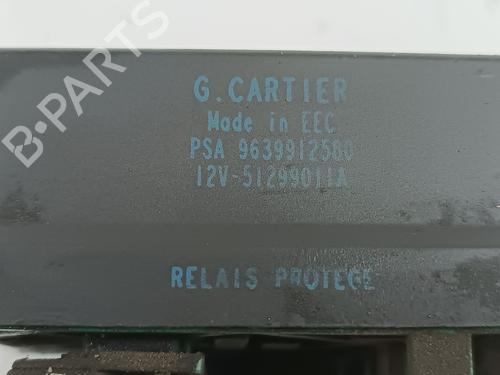 G.CARTIER
Made in EEC
PSA 9639912580
12V-51299011A
RELAIS PROTEGE
B-PARTS